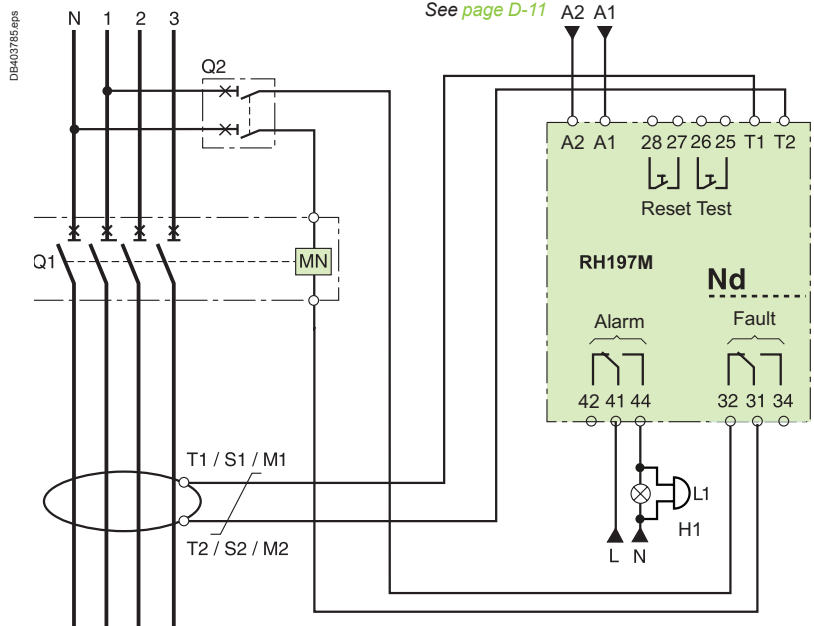 DB403785.eps
See page D-11
A2 A1
N 1 2 3
Q2
A2 A1 28 27 26 25 T1 T2
Reset Test
Q1
MN
RH197M
Nd
Alarm
Fault
42 41 44
32 31 34
T1 / S1 / M1
T2 / S2 / M2
L1
H1
L N